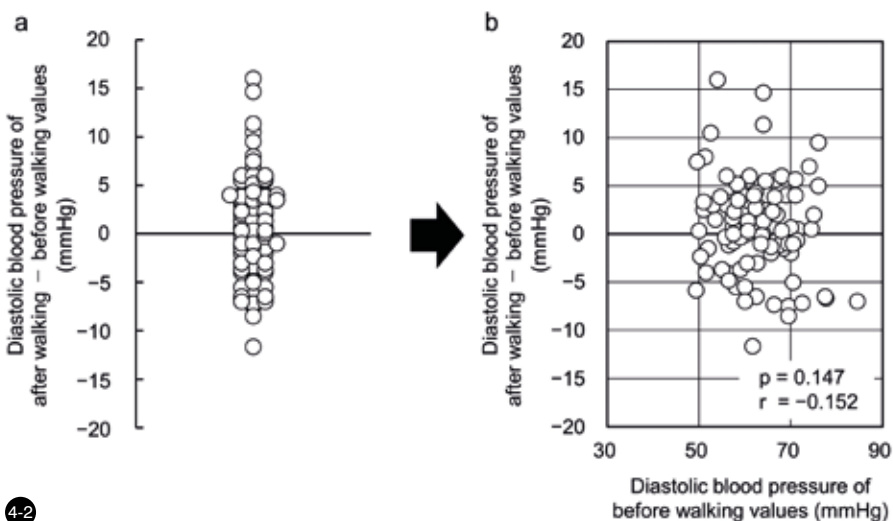 a
Diastolic blood pressure of
after walking − before walking values
(mmHg)
20
15
10
5
0
−5
−10
−15
−20
b
Diastolic blood pressure of
after walking − before walking values
(mmHg)
20
15
10
5
0
−5
−10
−15
−20
p = 0.147
r = −0.152
30
50
70
90
Diastolic blood pressure of
before walking values (mmHg)
4-2